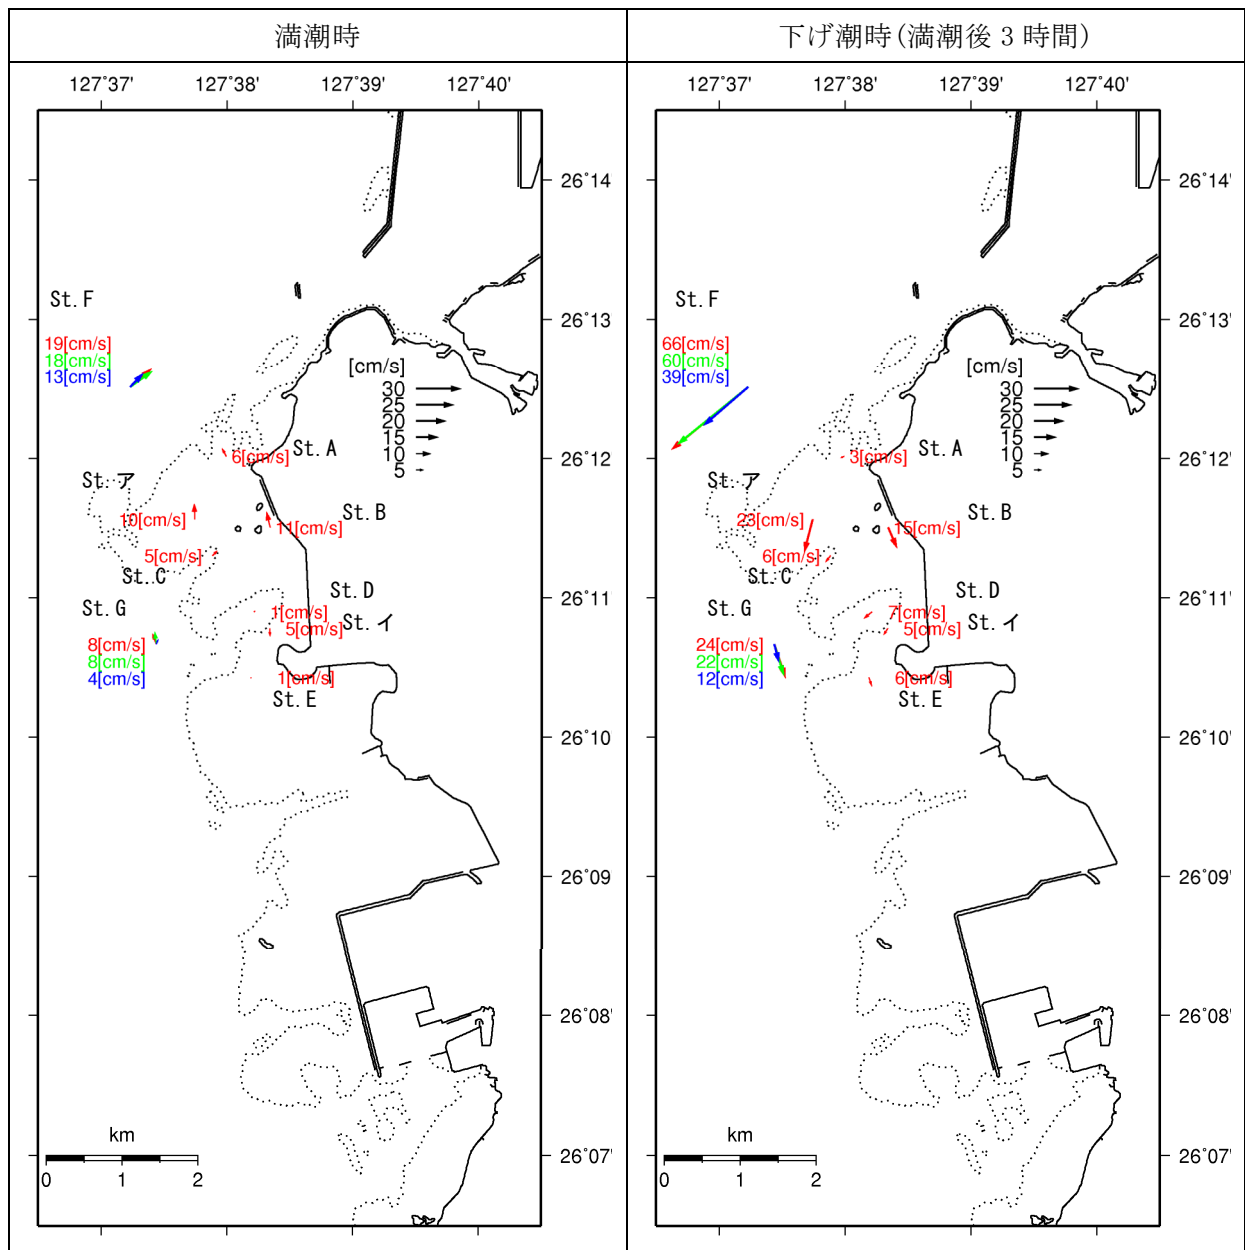 満潮時
127°37' 127°38' 127°39' 127°40'
26°14'
St.F
26°13'
19[cm/s]
18[cm/s]
13[cm/s]
[cm/s]
30
25
20
15
10
5
St.A
6[cm/s]
26°12'
St.ア
10[cm/s]
St.B
11[cm/s]
5[cm/s]
St.C
St.D
St.G
26°11'
1[cm/s]
St.イ
5[cm/s]
8[cm/s]
8[cm/s]
4[cm/s]
1[cm/s]
St.E
26°10'
26°09'
26°08'
km
26°07'
0 1 2
下げ潮時(満潮後3時間)
127°37' 127°38' 127°39' 127°40'
26°14'
St.F
26°13'
66[cm/s]
60[cm/s]
39[cm/s]
[cm/s]
30
25
20
15
10
5
St.A
3[cm/s]
26°12'
St.ア
23[cm/s]
St.B
15[cm/s]
6[cm/s]
St.C
St.D
St.G
26°11'
7[cm/s]
St.イ
5[cm/s]
24[cm/s]
22[cm/s]
12[cm/s]
6[cm/s]
St.E
26°10'
26°09'
26°08'
km
26°07'
0 1 2